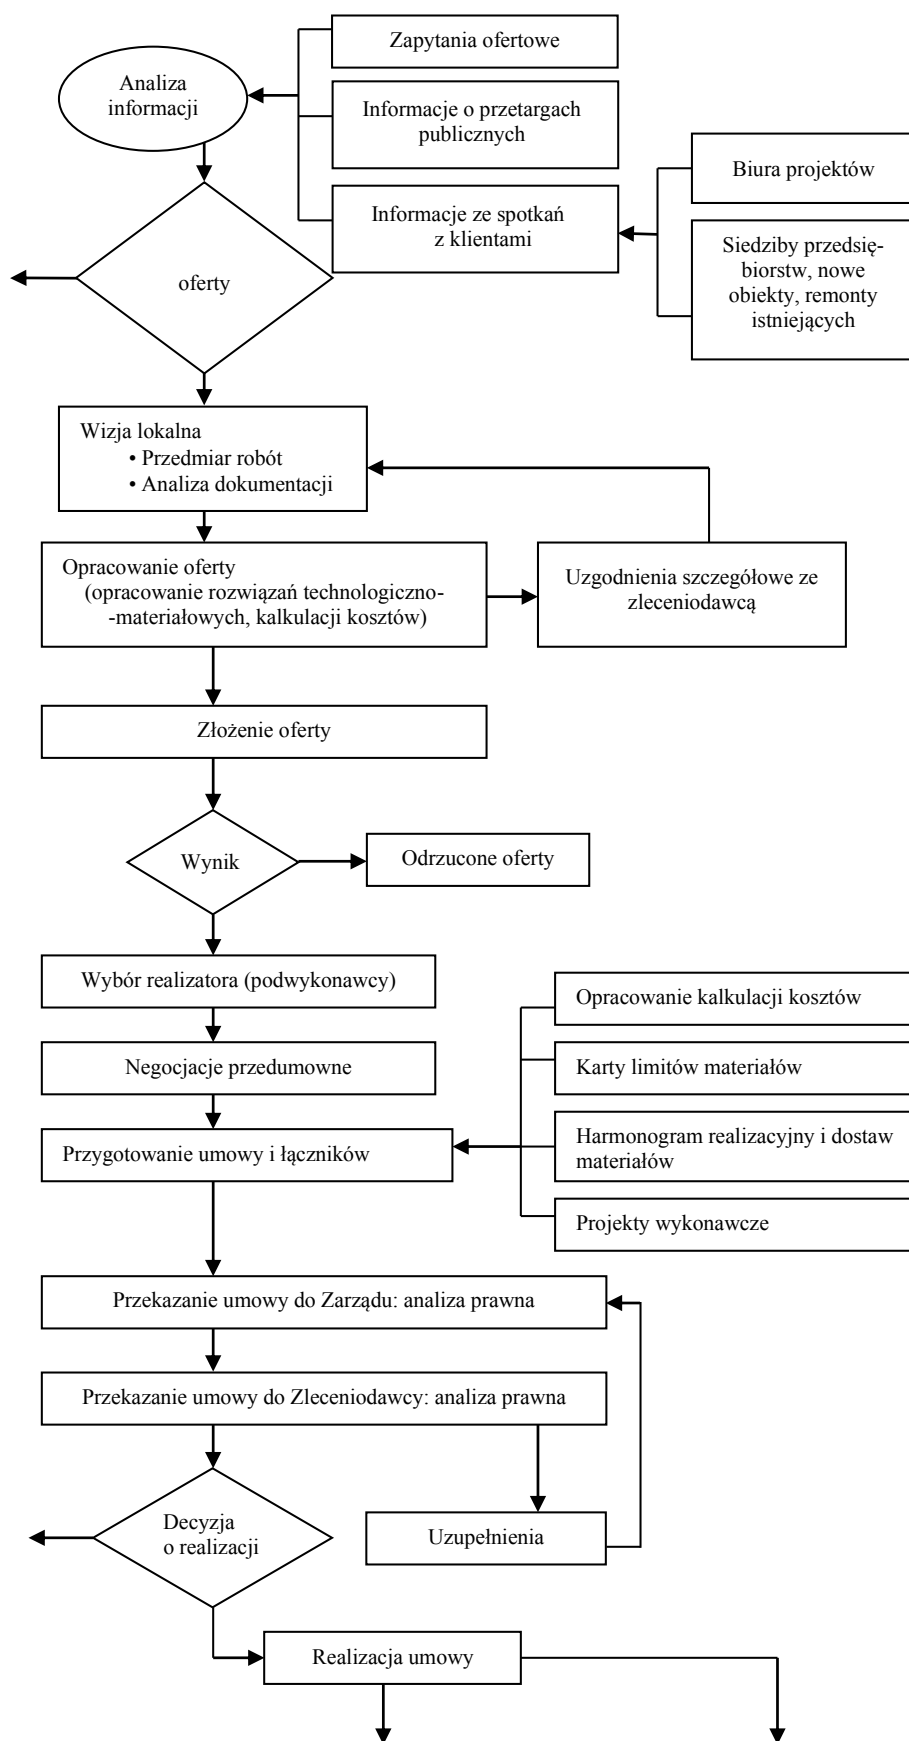 Zapytania ofertowe
Analiza
informacji
Informacje o przetargach
publicznych
Biura projektów
Informacje ze spotkań
z klientami
Siedziby przedsię-
biorstw, nowe
obiekty, remonty
istniejących
oferty
Wizja lokalna
• Przedmiar robót
• Analiza dokumentacji
Opracowanie oferty
(opracowanie rozwiązań technologiczno-
-materiałowych, kalkulacji kosztów)
Uzgodnienia szczegółowe ze
zleceniodawcą
Złożenie oferty
Wynik
Odrzucone oferty
Wybór realizatora (podwykonawcy)
Opracowanie kalkulacji kosztów
Negocjacje przedumowne
Karty limitów materiałów
Przygotowanie umowy i łączników
Harmonogram realizacyjny i dostaw
materiałów
Projekty wykonawcze
Przekazanie umowy do Zarządu: analiza prawna
Przekazanie umowy do Zleceniodawcy: analiza prawna
Decyzja
o realizacji
Uzupełnienia
Realizacja umowy